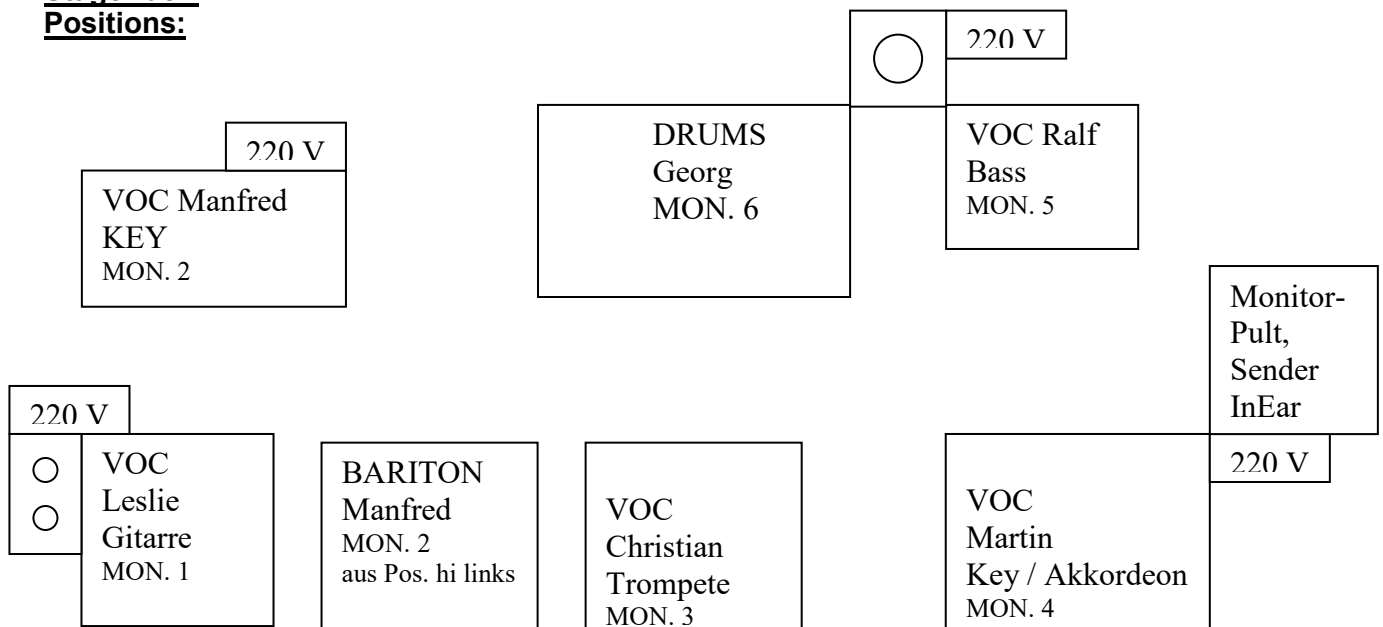 Positions:
220 V
DRUMS
Georg
MON. 6
VOC Ralf
Bass
MON. 5
220 V
VOC Manfred
KEY
MON. 2
Monitor-
Pult,
Sender
InEar
220 V
220 V
VOC
Leslie
Gitarre
MON. 1
BARITON
Manfred
MON. 2
aus Pos. hi links
VOC
Christian
Trompete
MON. 3
VOC
Martin
Key / Akkordeon
MON. 4